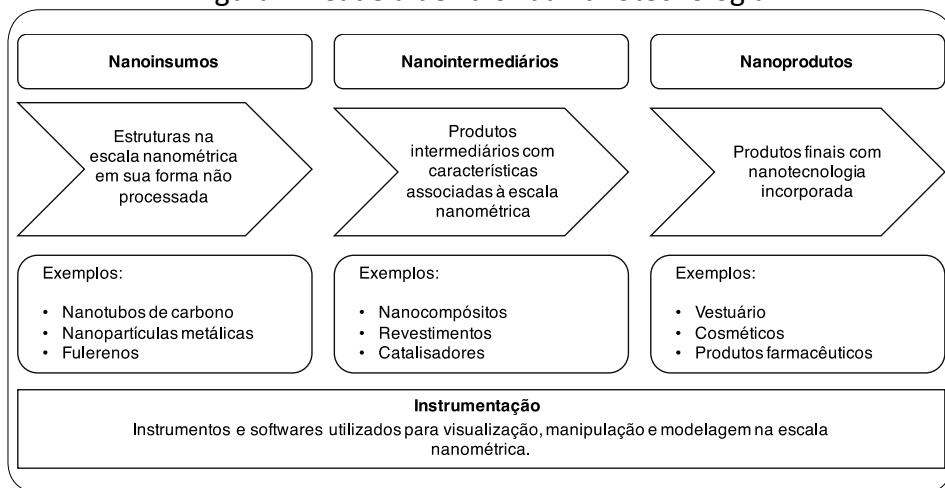 Nanoinsumos
Nanointermediários
Nanoprodutos
Estruturas na
escala nanométrica
em sua forma não
processada
Produtos
intermediários com
características
associadas à escala
nanométrica
Produtos finais com
nanotecnologia
incorporada
Exemplos:
• Nanotubos de carbono
• Nanopartículas metálicas
• Fulerenos
Exemplos:
• Nanocompósitos
• Revestimentos
• Catalisadores
Exemplos:
• Vestuário
• Cosméticos
• Produtos farmacêuticos
Instrumentação
Instrumentos e softwares utilizados para visualização, manipulação e modelagem na escala
nanométrica.